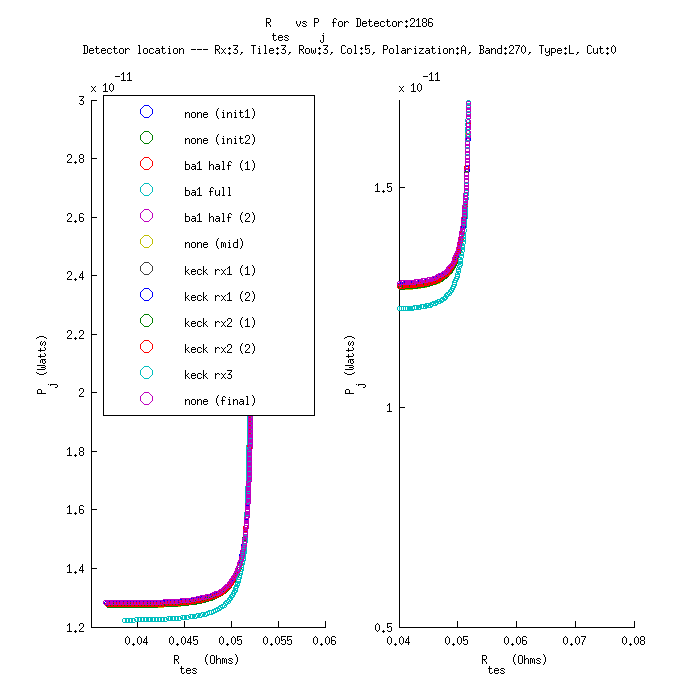 R    vs P  for Detector:2186
tes     j
Detector location --- Rx:3, Tile:3, Row:3, Col:5, Polarization:A, Band:270, Type:L, Cut:0
x 10^-11
x 10^-11
3
2.8
2.6
2.4
2.2
2
1.8
1.6
1.4
1.2
none (init1)
none (init2)
ba1 half (1)
ba1 full
ba1 half (2)
none (mid)
keck rx1 (1)
keck rx1 (2)
keck rx2 (1)
keck rx2 (2)
keck rx3
none (final)
P_j (Watts)
0.04 0.045 0.05 0.055 0.06
R_tes (Ohms)
1.5
1
0.5
P_j (Watts)
0.04 0.05 0.06 0.07 0.08
R_tes (Ohms)